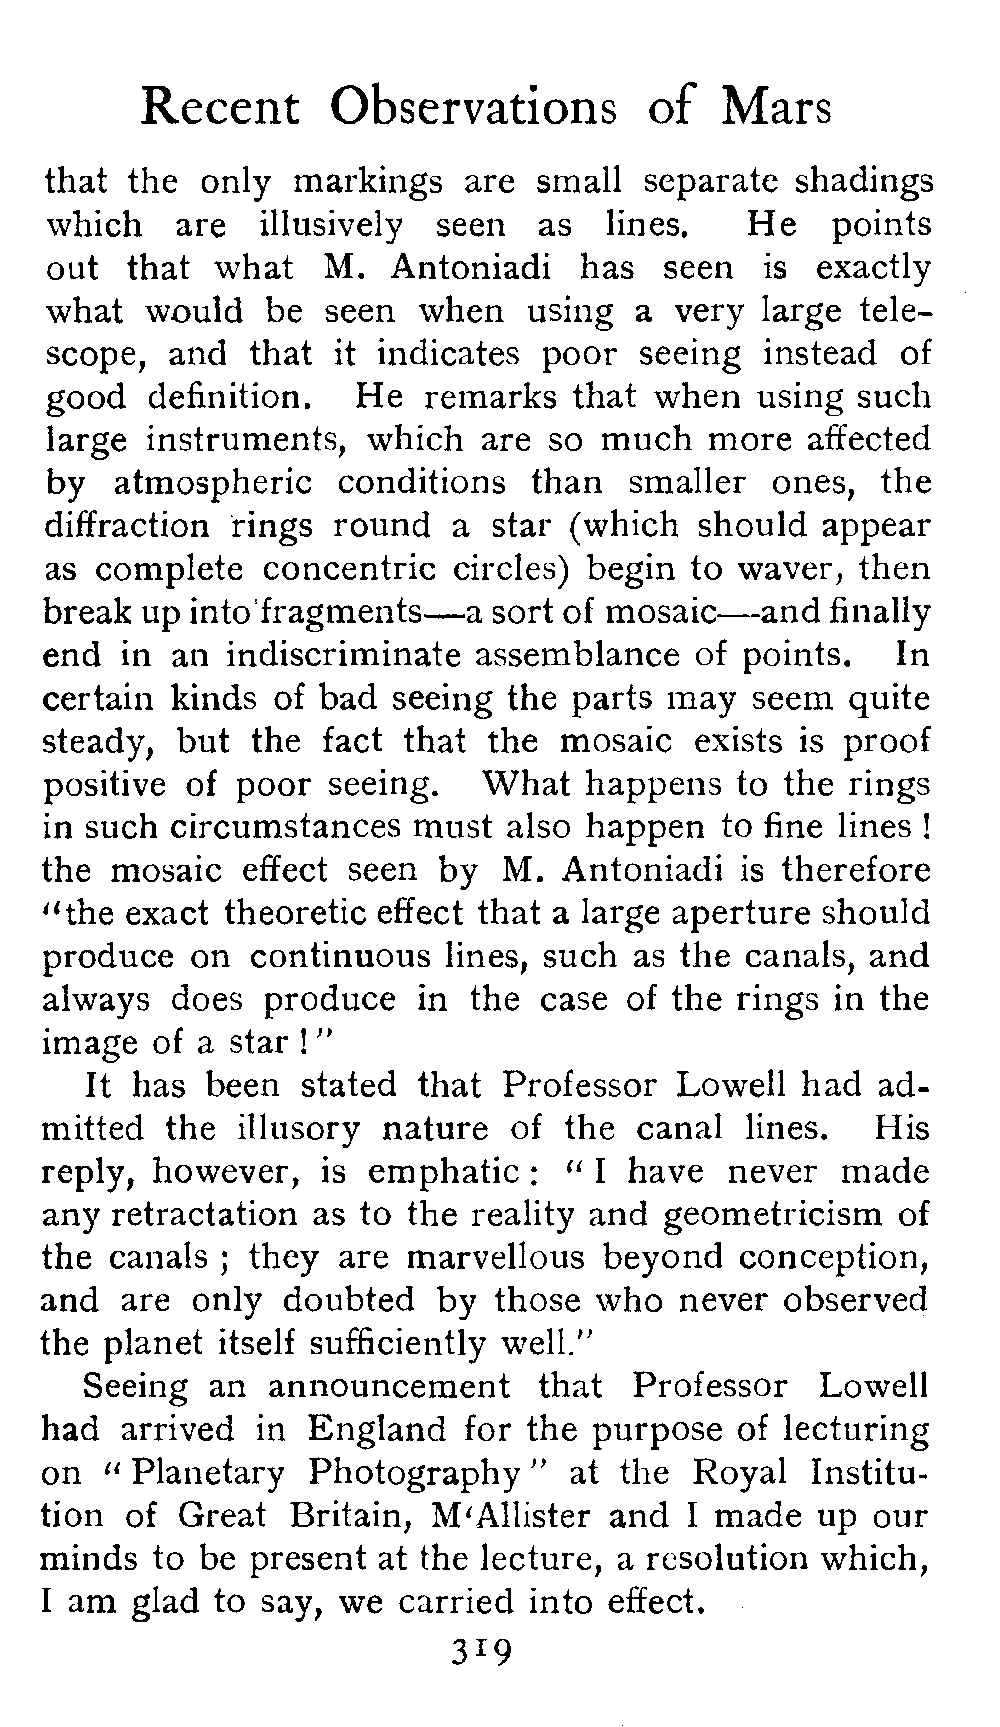 Recent Observations of Mars
that the only markings are small separate shadings
which are illusively seen as lines. He points
out that what M. Antoniadi has seen is exactly
what would be seen when using a very large tele-
scope, and that it indicates poor seeing instead of
good definition. He remarks that when using such
large instruments, which are so much more affected
by atmospheric conditions than smaller ones, the
diffraction rings round a star (which should appear
as complete concentric circles) begin to waver, then
break up into fragments—a sort of mosaic—and finally
end in an indiscriminate assemblance of points. In
certain kinds of bad seeing the parts may seem quite
steady, but the fact that the mosaic exists is proof
positive of poor seeing. What happens to the rings
in such circumstances must also happen to fine lines !
the mosaic effect seen by M. Antoniadi is therefore
"the exact theoretic effect that a large aperture should
produce on continuous lines, such as the canals, and
always does produce in the case of the rings in the
image of a star !"
It has been stated that Professor Lowell had ad-
mitted the illusory nature of the canal lines. His
reply, however, is emphatic : " I have never made
any retractation as to the reality and geometricism of
the canals ; they are marvellous beyond conception,
and are only doubted by those who never observed
the planet itself sufficiently well."
Seeing an announcement that Professor Lowell
had arrived in England for the purpose of lecturing
on " Planetary Photography " at the Royal Institu-
tion of Great Britain, M'Allister and I made up our
minds to be present at the lecture, a resolution which,
I am glad to say, we carried into effect.
319